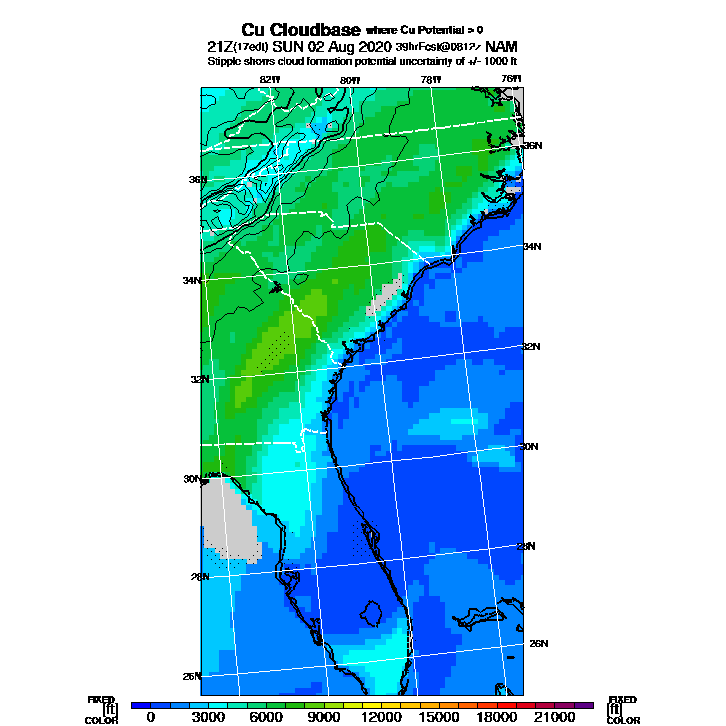 Cu Cloudbase where Cu Potential > 0
21Z(17edt) SUN 02 Aug 2020 39hrFcst@0812z NAM
Stipple shows cloud formation potential uncertainty of +/- 1000 ft
82W 80W 78W 76W
36N
36N
34N
34N
32N
32N
30N
30N
28N
28N
26N
26N
FIXED FIXED
[ft] [ft]
COLOR COLOR
0 3000 6000 9000 12000 15000 18000 21000